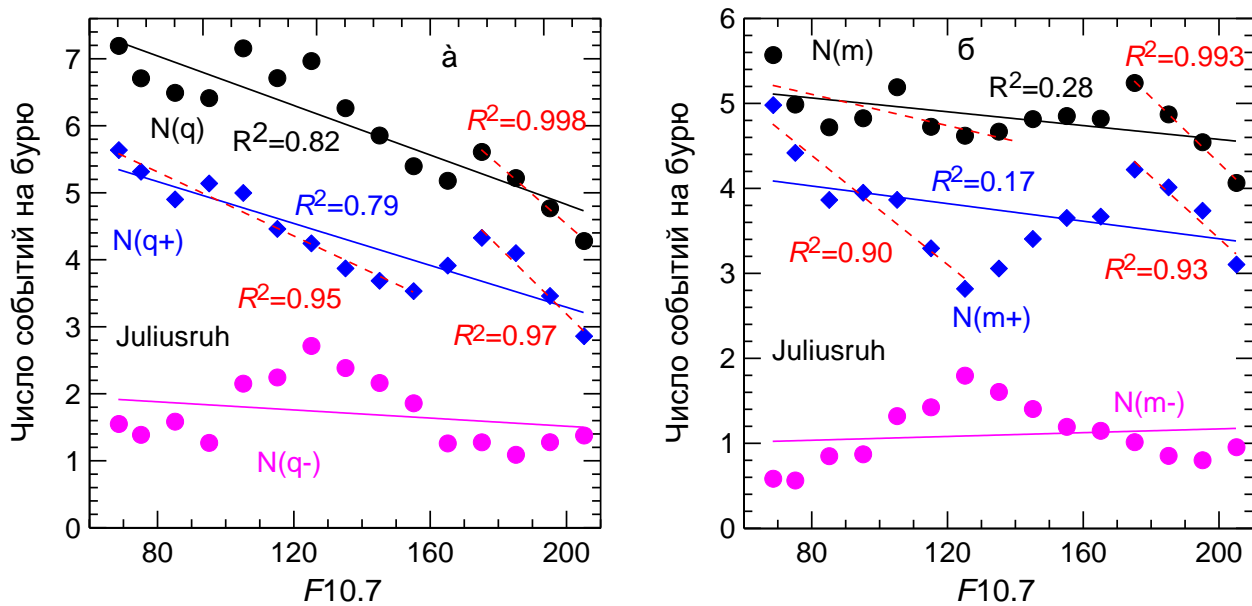 à
7
6
5
4
3
2
1
0
Число событий на бурю
N(q)
R2=0.82
R2=0.998
R2=0.79
N(q+)
R2=0.95
R2=0.97
Juliusruh
N(q-)
80
120
160
200
F10.7
б
6
5
4
3
2
1
0
Число событий на бурю
N(m)
R2=0.993
R2=0.28
R2=0.17
R2=0.90
R2=0.93
N(m+)
Juliusruh
N(m-)
80
120
160
200
F10.7